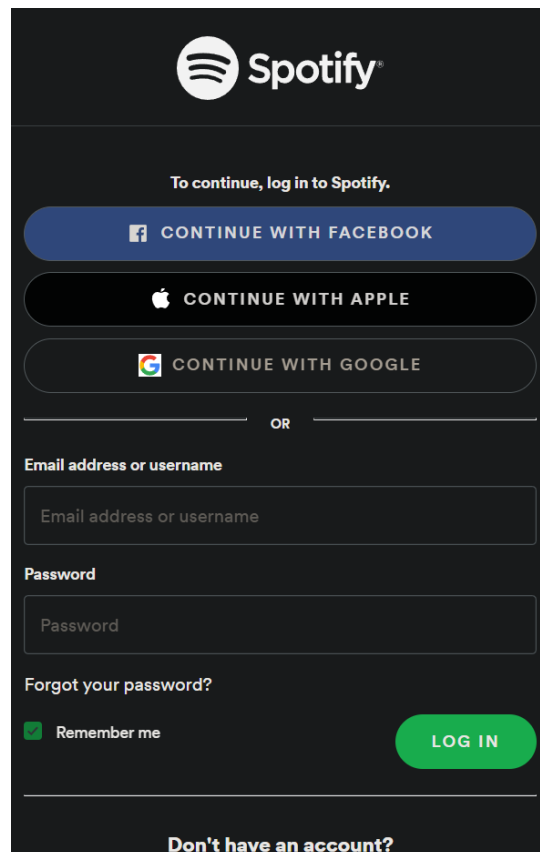 Spotify®
To continue, log in to Spotify.
CONTINUE WITH FACEBOOK
CONTINUE WITH APPLE
CONTINUE WITH GOOGLE
OR
Email address or username
Email address or username
Password
Password
Forgot your password?
Remember me
LOG IN
Don't have an account?